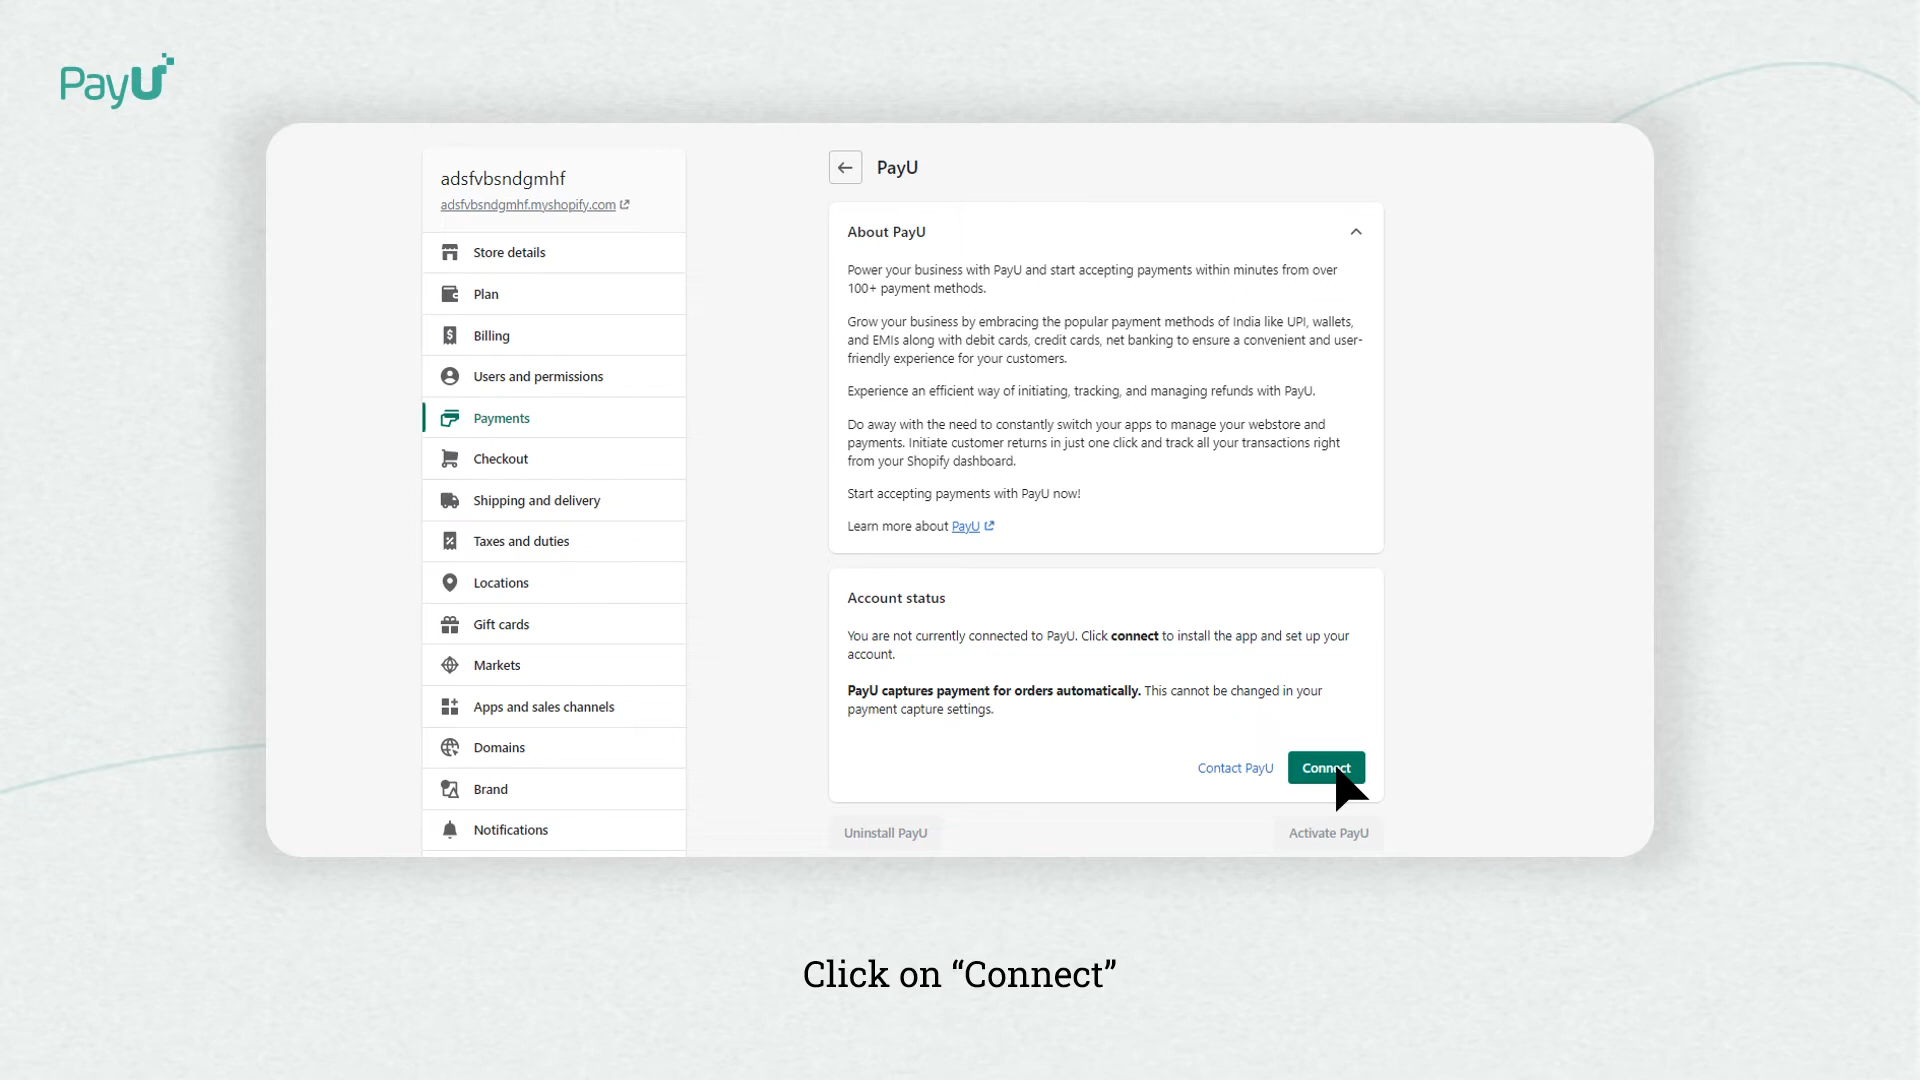 PayU
adsfvbsndgmhf
adsfvbsndgmhf.myshopify.com
Store details
Plan
Billing
Users and permissions
Payments
Checkout
Shipping and delivery
Taxes and duties
Locations
Gift cards
Markets
Apps and sales channels
Domains
Brand
Notifications
PayU
About PayU
Power your business with PayU and start accepting payments within minutes from over
100+ payment methods.
Grow your business by embracing the popular payment methods of India like UPI, wallets,
and EMIs along with debit cards, credit cards, net banking to ensure a convenient and user-
friendly experience for your customers.
Experience an efficient way of initiating, tracking, and managing refunds with PayU.
Do away with the need to constantly switch your apps to manage your webstore and
payments. Initiate customer returns in just one click and track all your transactions right
from your Shopify dashboard.
Start accepting payments with PayU now!
Learn more about PayU
Account status
You are not currently connected to PayU. Click connect to install the app and set up your
account.
PayU captures payment for orders automatically. This cannot be changed in your
payment capture settings.
Contact PayU
Connect
Uninstall PayU
Activate PayU
Click on “Connect”